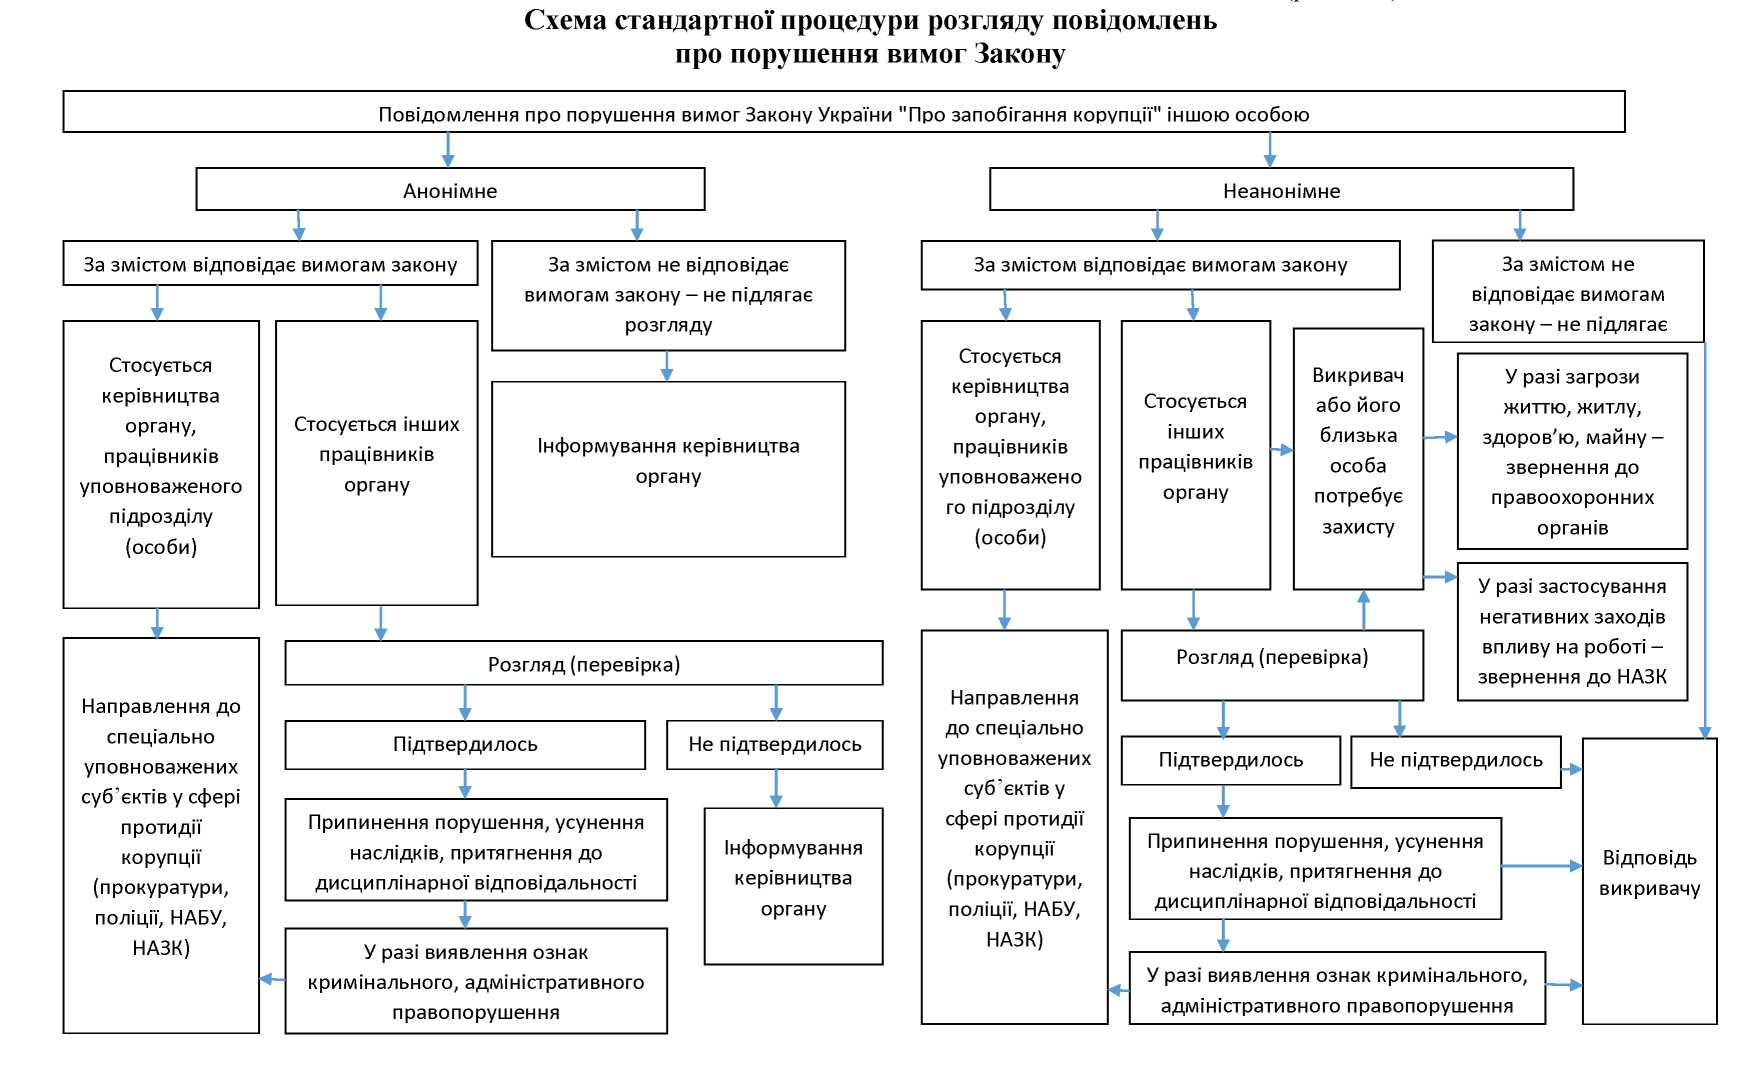 Схема стандартної процедури розгляду повідомлень
про порушення вимог Закону
Повідомлення про порушення вимог Закону України "Про запобігання корупції" іншою особою
Анонімне
Неанонімне
За змістом відповідає вимогам закону
За змістом не відповідає
вимогам закону – не підлягає
розгляду
За змістом відповідає вимогам закону
За змістом не
відповідає вимогам
закону – не підлягає
Стосується
керівництва
органу,
працівників
уповноваженого
підрозділу
(особи)
Стосується інших
працівників
органу
Інформування керівництва
органу
Стосується
керівництва
органу,
працівників
уповноважено
го підрозділу
(особи)
Стосується
інших
працівників
органу
Викривач
або його
близька
особа
потребує
захисту
У разі загрози
життю, житлу,
здоров’ю, майну –
звернення до
правоохоронних
органів
У разі застосування
негативних заходів
впливу на роботі –
звернення до НАЗК
Направлення до
спеціально
уповноважених
суб᾽єктів у сфері
протидії
корупції
(прокуратури,
поліції, НАБУ,
НАЗК)
Розгляд (перевірка)
Підтвердилось
Не підтвердилось
Припинення порушення, усунення
наслідків, притягнення до
дисциплінарної відповідальності
Інформування
керівництва
органу
У разі виявлення ознак
кримінального, адміністративного
правопорушення
Направлення
до спеціально
уповноважених
суб᾽єктів у
сфері протидії
корупції
(прокуратури,
поліції, НАБУ,
НАЗК)
Розгляд (перевірка)
Підтвердилось
Не підтвердилось
Припинення порушення, усунення
наслідків, притягнення до
дисциплінарної відповідальності
У разі виявлення ознак кримінального,
адміністративного правопорушення
Відповідь
викривачу